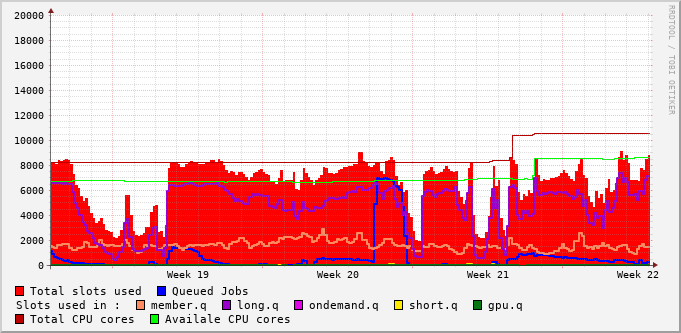 20000
18000
16000
14000
12000
10000
8000
6000
4000
2000
0
Week 19 Week 20 Week 21 Week 22
RRDTOOL / TOBI OETIKER
Total slots used Queued Jobs
Slots used in : member.q long.q ondemand.q short.q gpu.q
Total CPU cores Availale CPU cores